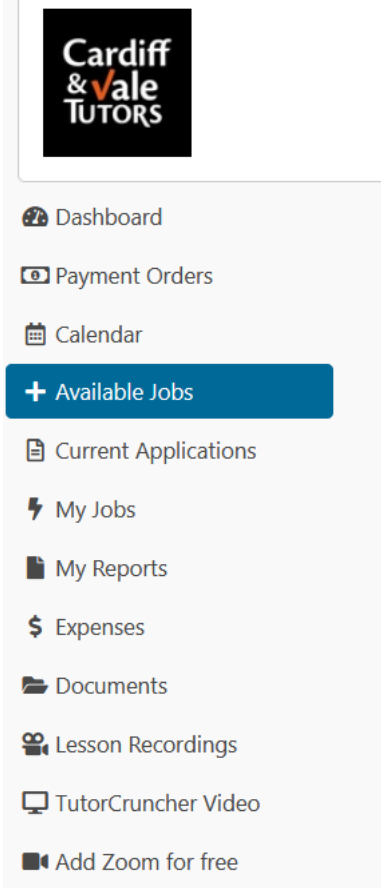 Cardiff
& Vale
TUTORS
Dashboard
Payment Orders
Calendar
Available Jobs
Current Applications
My Jobs
My Reports
Expenses
Documents
Lesson Recordings
TutorCruncher Video
Add Zoom for free